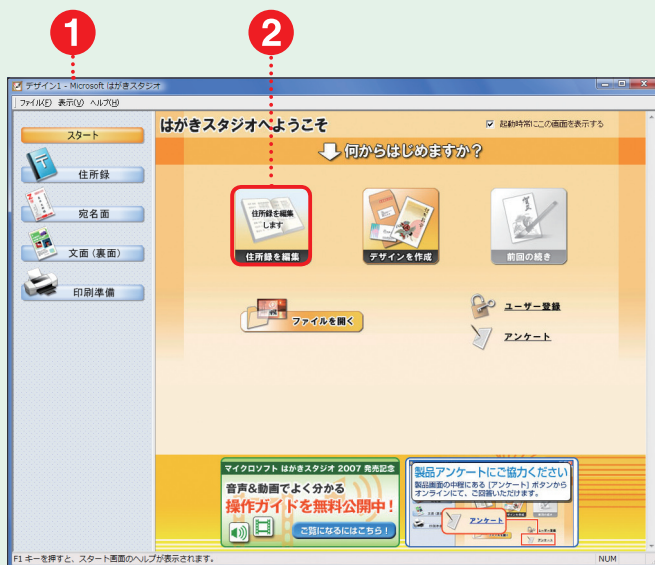 1
2
デザイン1 - Microsoft はがきスタジオ
ファイル(F) 表示(V) ヘルプ(H)
スタート
住所録
宛名面
文面(裏面)
印刷準備
はがきスタジオへようこそ
起動時常にこの画面を表示する
何からはじめますか?
住所録を編集
します
住所録を編集
デザインを作成
前回の続き
ファイルを開く
ユーザー登録
アンケート
マイクロソフト はがきスタジオ 2007 発売記念
音声&動画でよく分かる
操作ガイドを無料公開中!
ご覧になるにはこちら!
製品アンケートにご協力ください
製品画面の中程にある [アンケート] ボタンから
オンラインにて、ご回答いただけます。
アンケート
F1 キーを押すと、スタート画面のヘルプが表示されます。
NUM